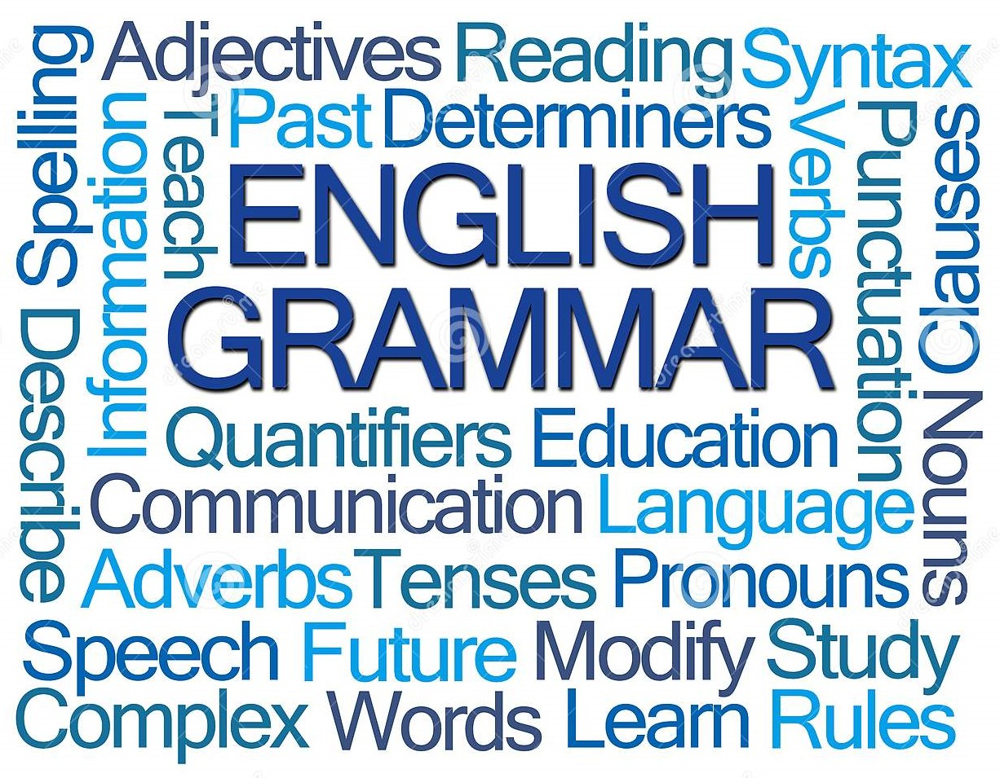 Spelling
Adjectives Reading Syntax
Information
Teach
Past Determiners
Verbs
Punctuation
Clauses
ENGLISH
GRAMMAR
Describe
Quantifiers Education
Nouns
Communication Language
Adverbs Tenses Pronouns
Speech Future Modify Study
Complex Words Learn Rules
dreamstime